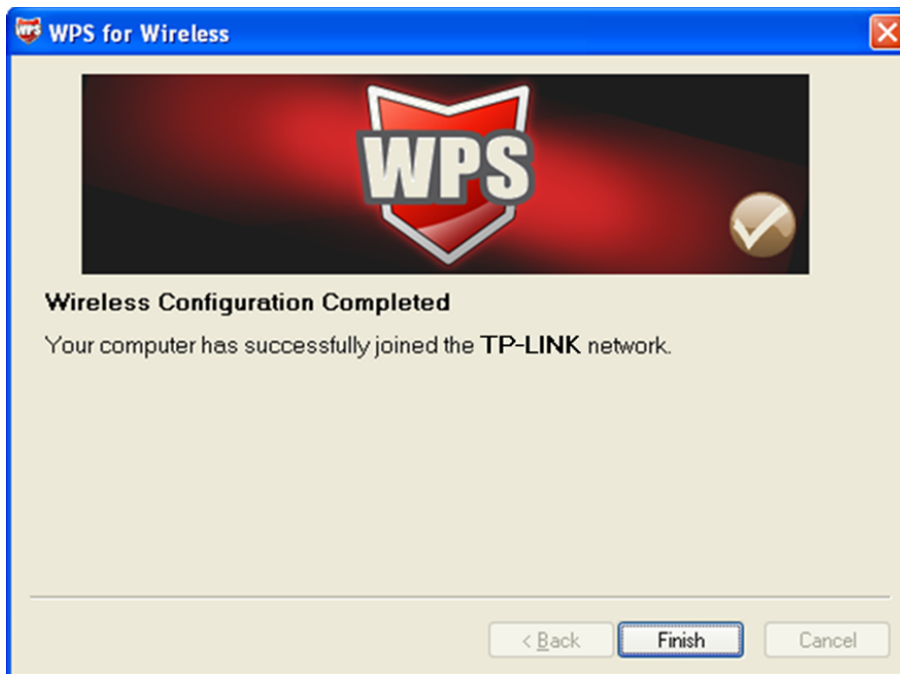 WPS for Wireless
WPS
Wireless Configuration Completed
Your computer has successfully joined the TP-LINK network.
< Back
Finish
Cancel